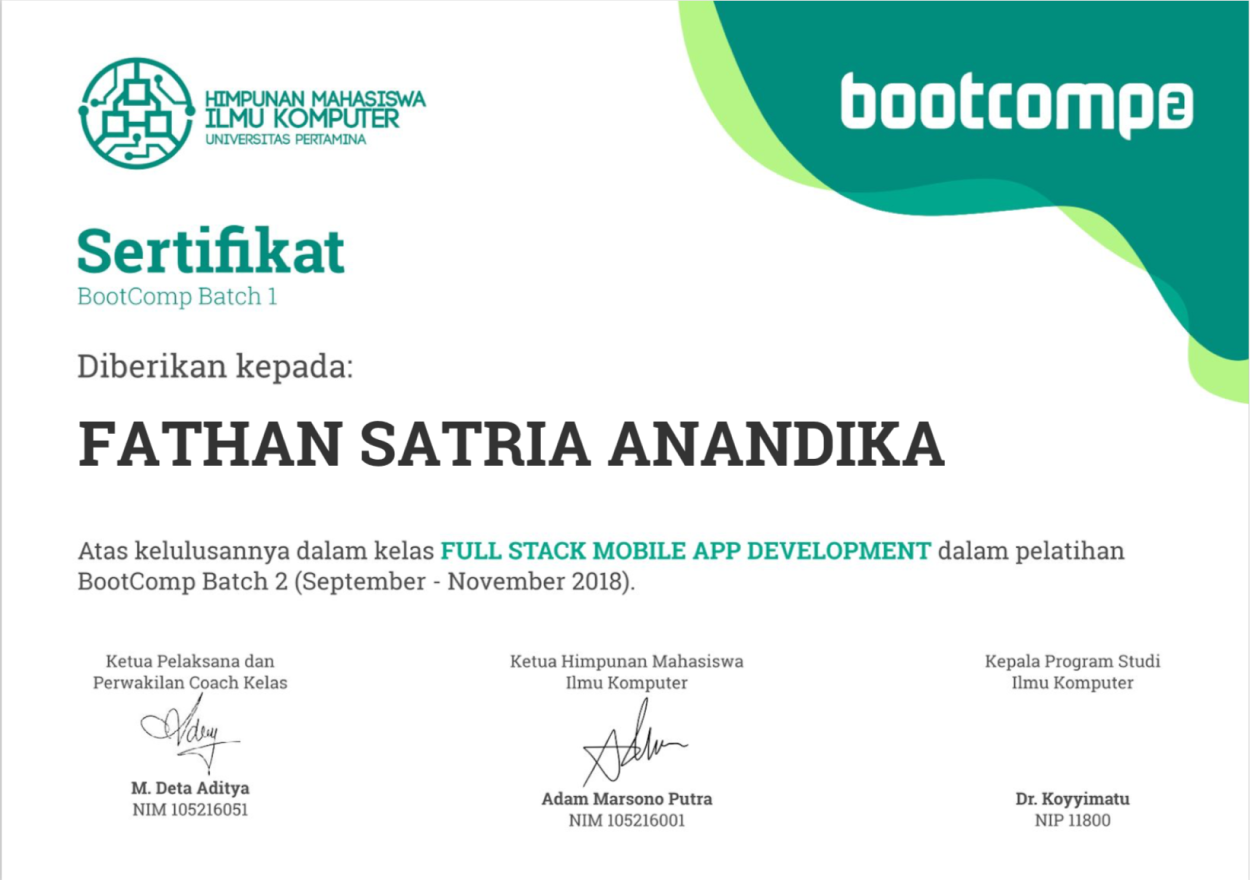 HIMPUNAN MAHASISWA
ILMU KOMPUTER
UNIVERSITAS PERTAMINA
bootcomp2
Sertifikat
BootComp Batch 1
Diberikan kepada:
FATHAN SATRIA ANANDIKA
Atas kelulusannya dalam kelas FULL STACK MOBILE APP DEVELOPMENT dalam pelatihan
BootComp Batch 2 (September - November 2018).
Ketua Pelaksana dan
Perwakilan Coach Kelas
M. Deta Aditya
NIM 105216051
Ketua Himpunan Mahasiswa
Ilmu Komputer
Adam Marsono Putra
NIM 105216001
Kepala Program Studi
Ilmu Komputer
Dr. Koyyimatu
NIP 11800